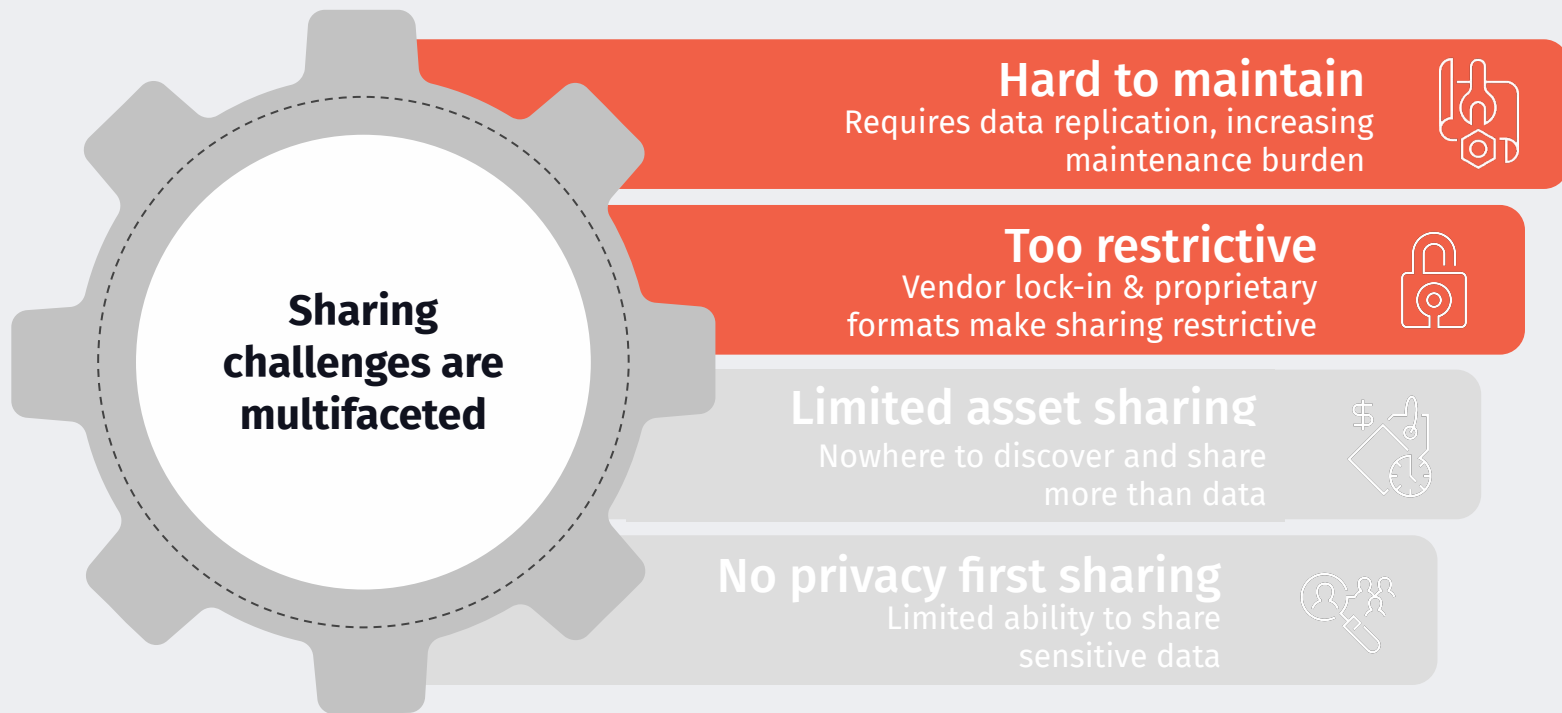 Sharing
challenges are
multifaceted
Hard to maintain
Requires data replication, increasing
maintenance burden
Too restrictive
Vendor lock-in & proprietary
formats make sharing restrictive
Limited asset sharing
Nowhere to discover and share
more than data
No privacy first sharing
Limited ability to share
sensitive data